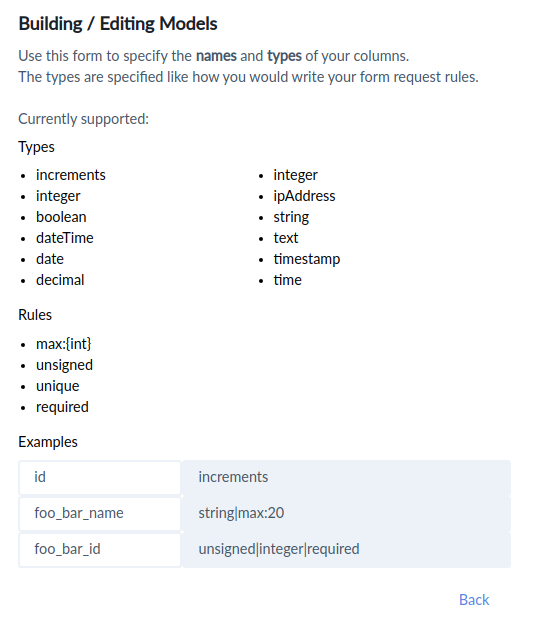 Building / Editing Models
Use this form to specify the names and types of your columns.
The types are specified like how you would write your form request rules.
Currently supported:
Types
increments
integer
boolean
dateTime
date
decimal
integer
ipAddress
string
text
timestamp
time
Rules
max:{int}
unsigned
unique
required
Examples
id increments
foo_bar_name string|max:20
foo_bar_id unsigned|integer|required
Back